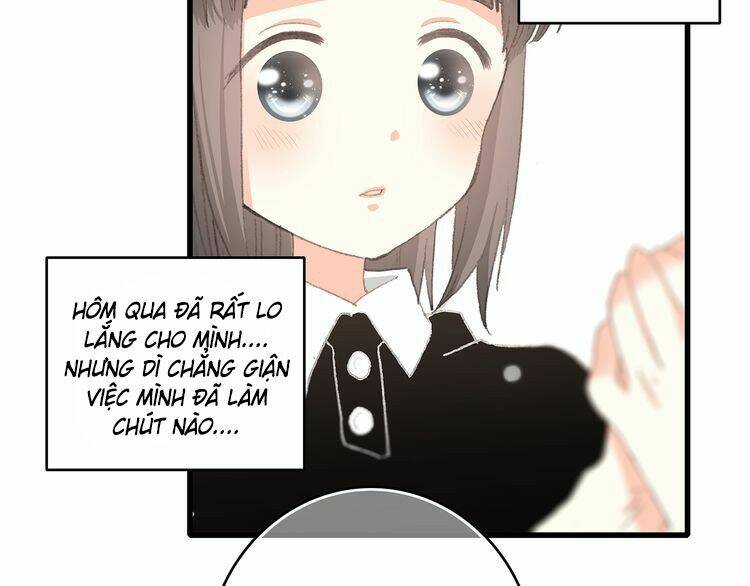 HÔM QUA ĐÃ RẤT LO
LẮNG CHO MÌNH....
NHƯNG DÌ CHẲNG GIẬN
VIỆC MÌNH ĐÃ LÀM
CHÚT NÀO....